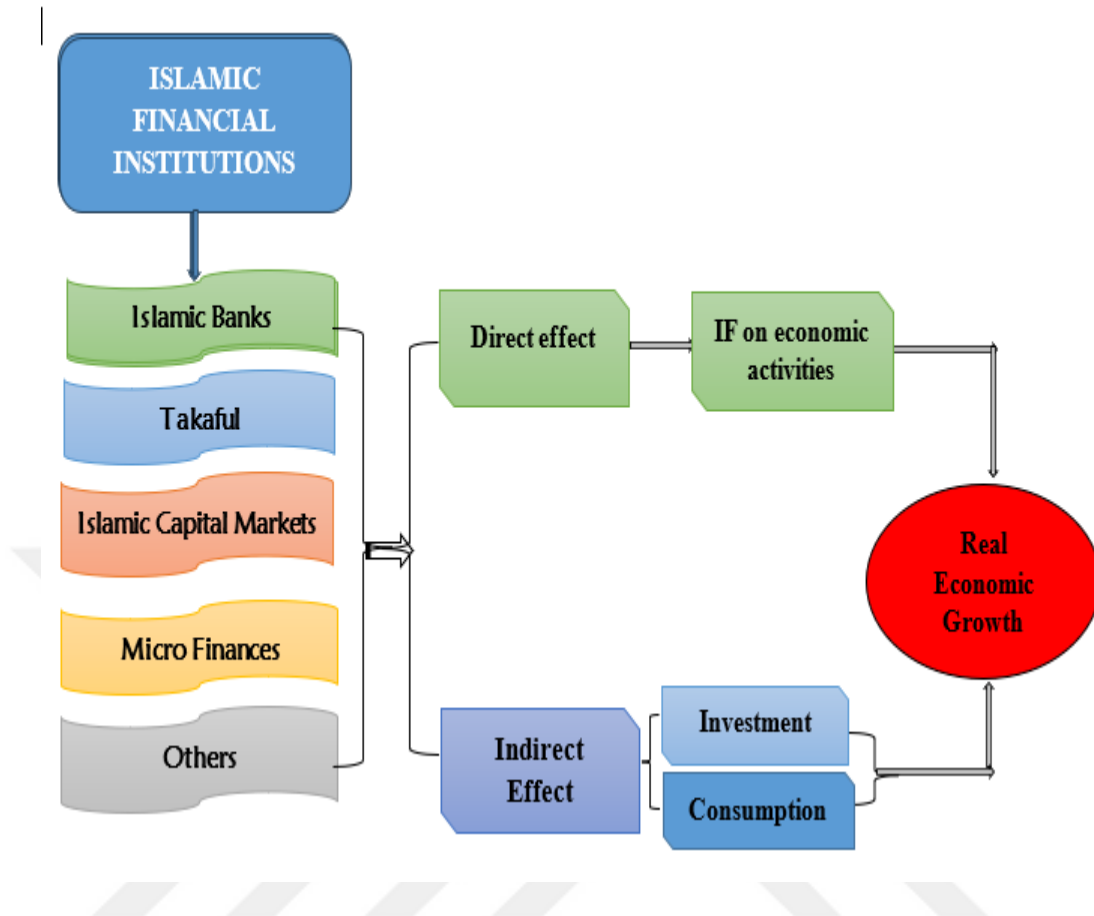 ISLAMIC
FINANCIAL
INSTITUTIONS
Islamic Banks
Takaful
Islamic Capital Markets
Micro Finances
Others
Direct effect
IF on economic
activities
Indirect
Effect
Investment
Consumption
Real
Economic
Growth